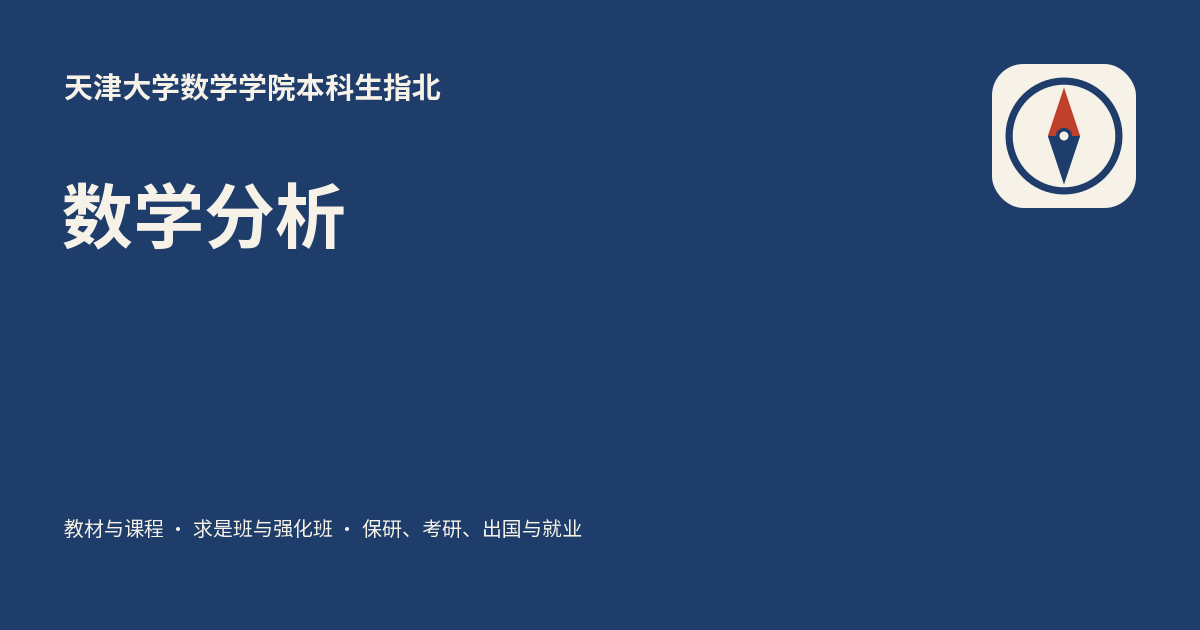 天津大学数学学院本科生指北
数学分析
教材与课程 · 求是班与强化班 · 保研、考研、出国与就业